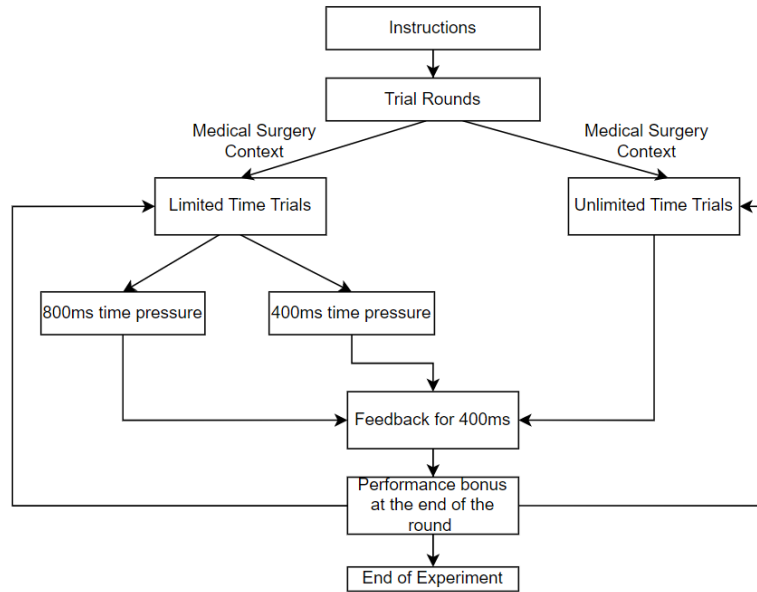 Instructions
Trial Rounds
Medical Surgery
Context
Medical Surgery
Context
Limited Time Trials
Unlimited Time Trials
800ms time pressure
400ms time pressure
Feedback for 400ms
Performance bonus
at the end of the
round
End of Experiment